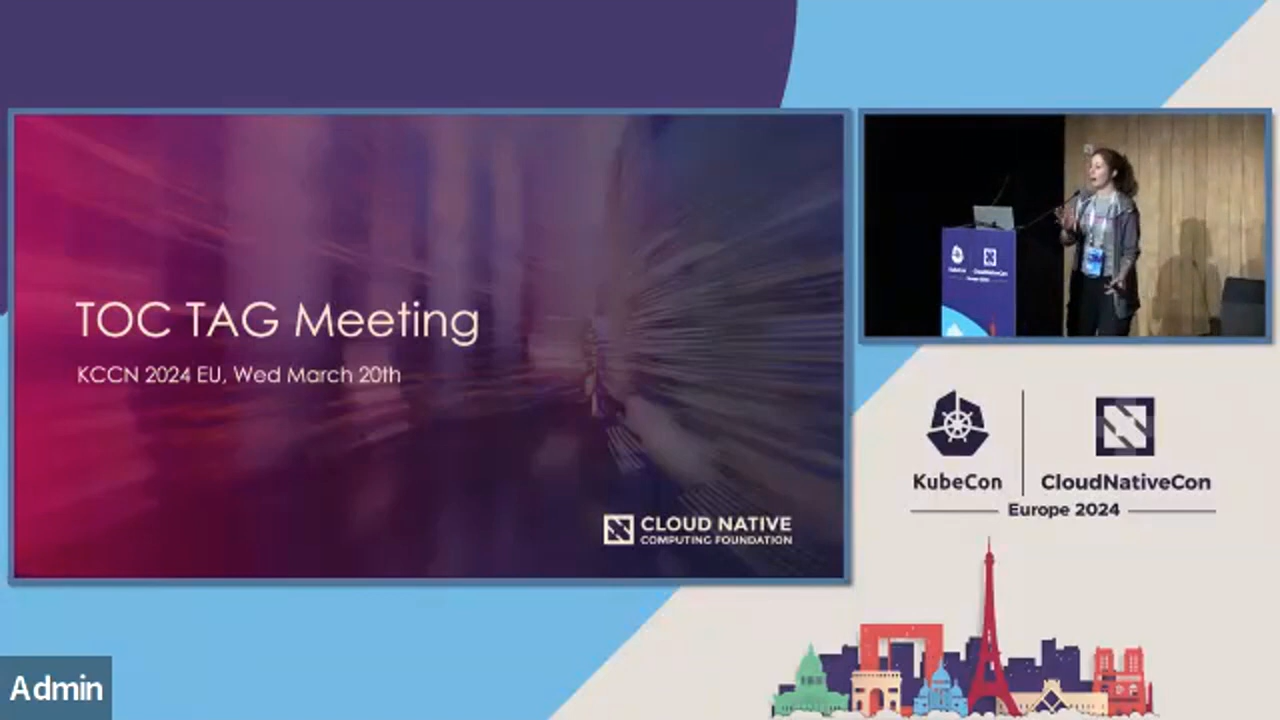 TOC TAG Meeting
KCCN 2024 EU, Wed March 20th
CLOUD NATIVE
COMPUTING FOUNDATION
KubeCon
CloudNativeCon
Europe 2024
Admin